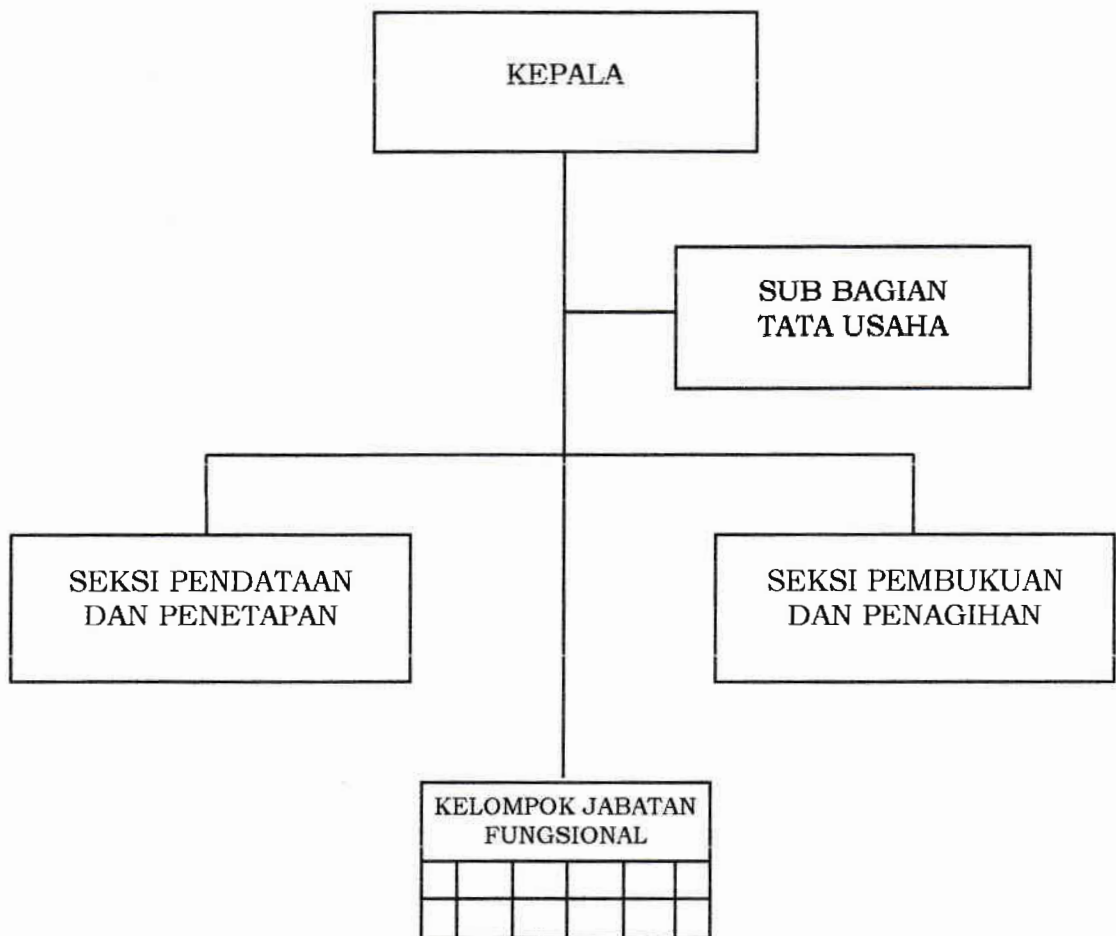 KEPALA
SUB BAGIAN
TATA USAHA
SEKSI PENDATAAN
DAN PENETAPAN
SEKSI PEMBUKUAN
DAN PENAGIHAN
KELOMPOK JABATAN
FUNGSIONAL